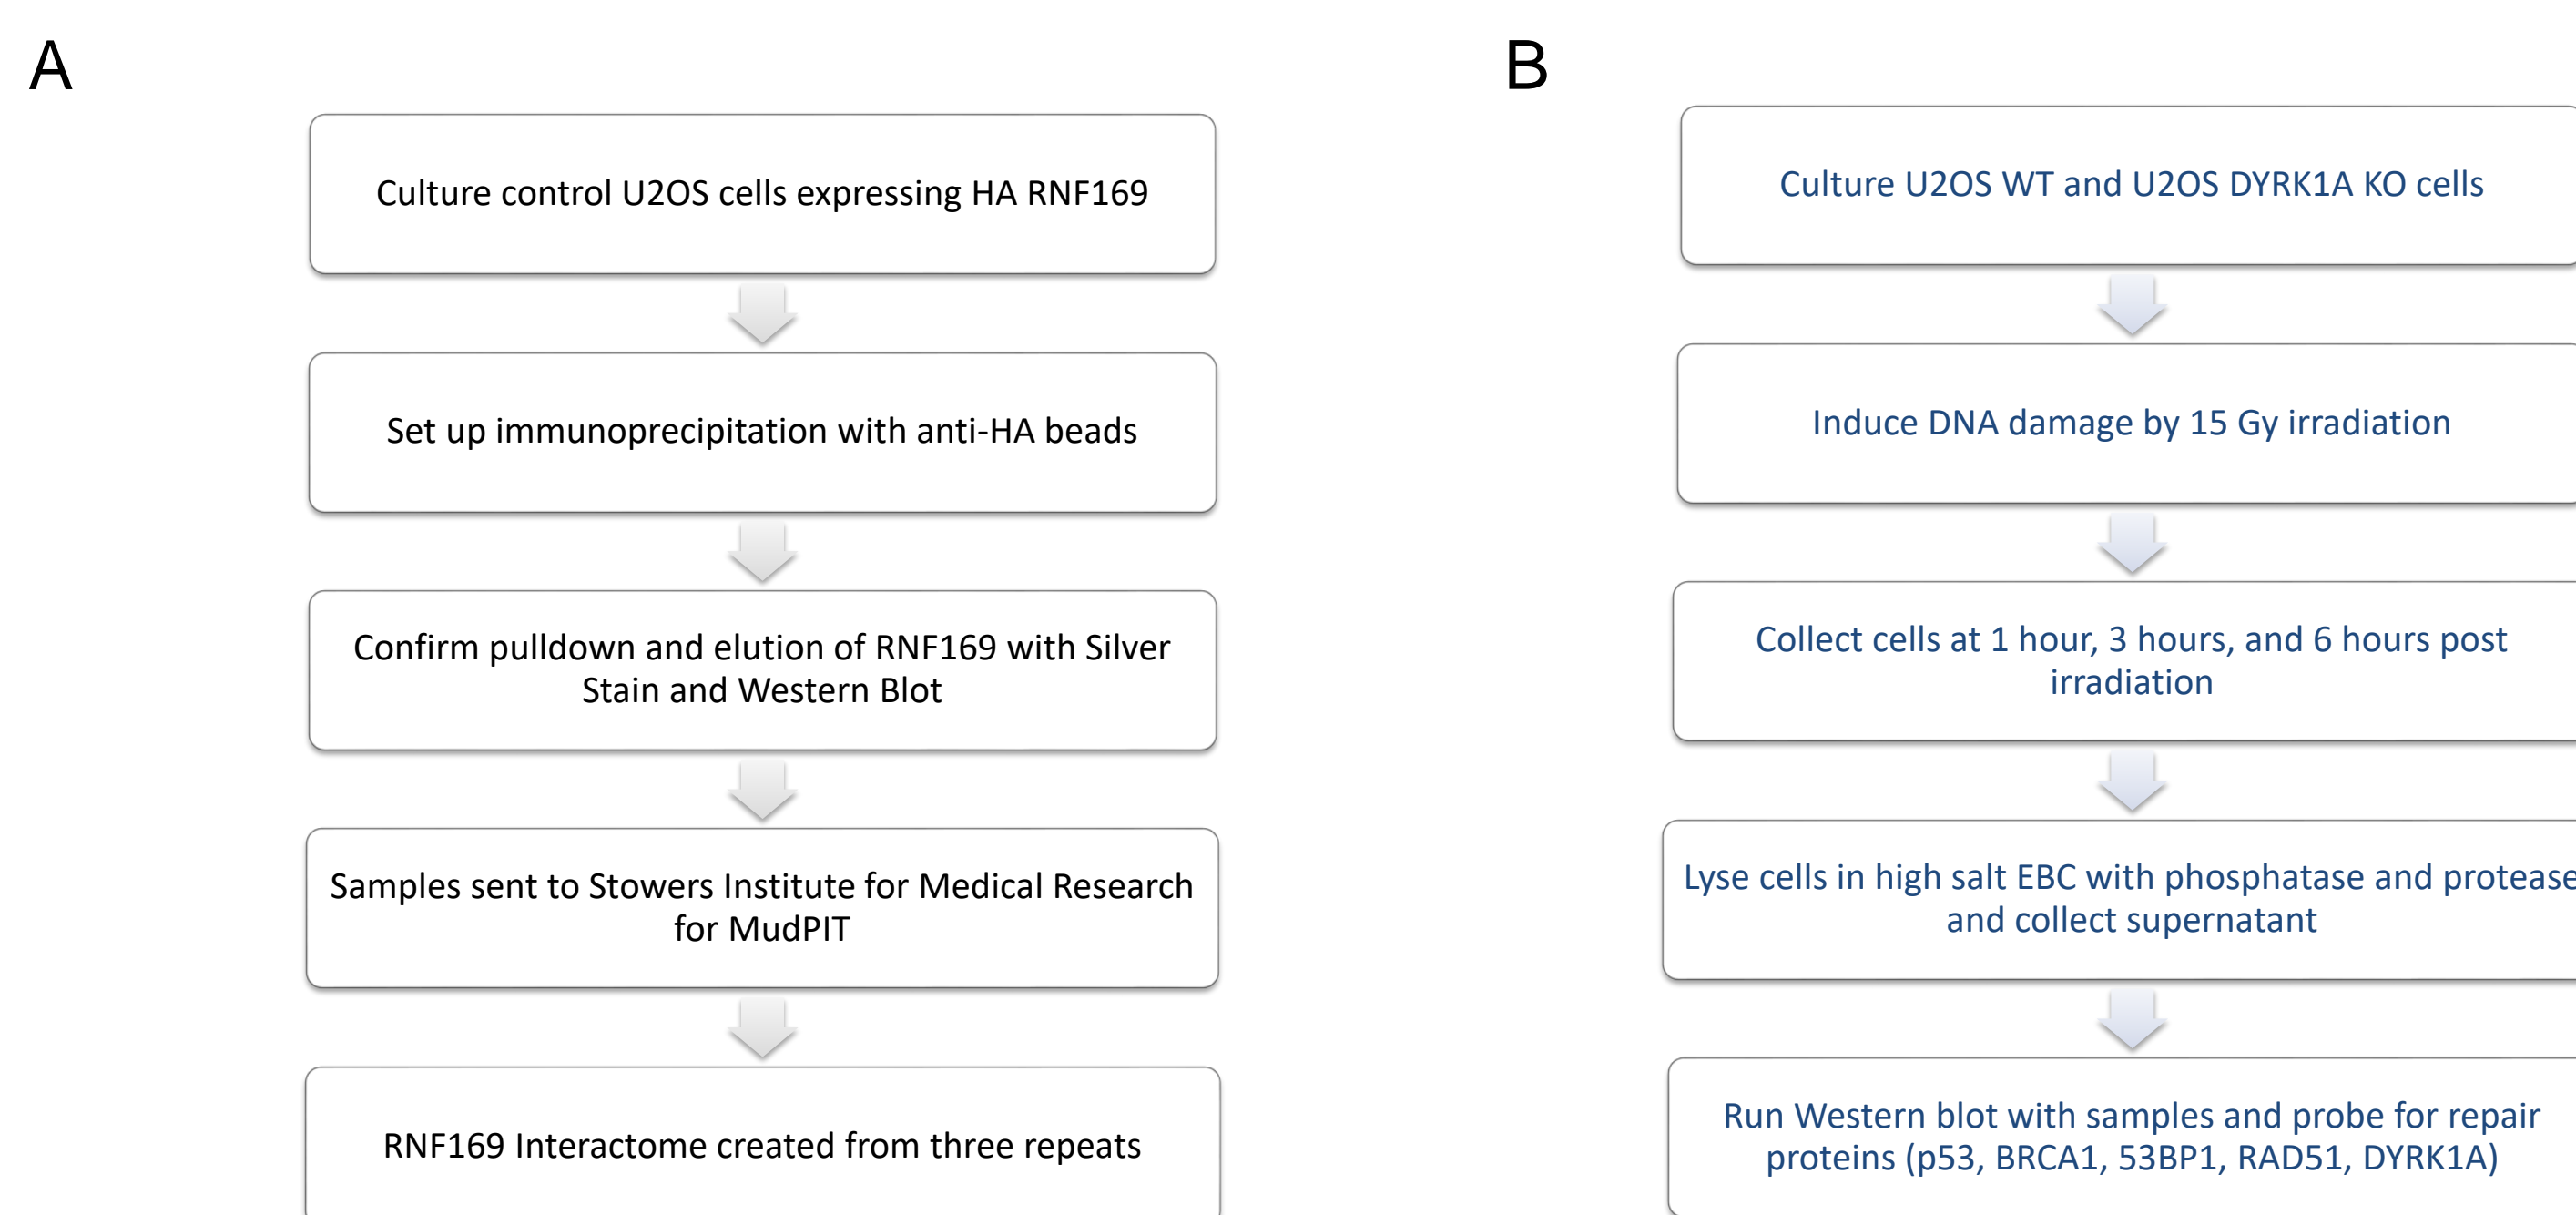 A
Culture control U2OS cells expressing HA RNF169
Set up immunoprecipitation with anti-HA beads
Confirm pulldown and elution of RNF169 with Silver
Stain and Western Blot
Samples sent to Stowers Institute for Medical Research
for MudPIT
RNF169 Interactome created from three repeats
B
Culture U2OS WT and U2OS DYRK1A KO cells
Induce DNA damage by 15 Gy irradiation
Collect cells at 1 hour, 3 hours, and 6 hours post
irradiation
Lyse cells in high salt EBC with phosphatase and protease
and collect supernatant
Run Western blot with samples and probe for repair
proteins (p53, BRCA1, 53BP1, RAD51, DYRK1A)